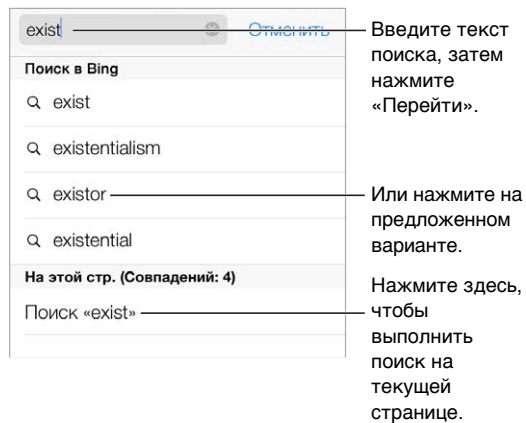 exist
Отменить
Поиск в Bing
exist
existentialism
existor
existential
На этой стр. (Совпадений: 4)
Поиск «exist»
Введите текст
поиска, затем
нажмите
«Перейти».
Или нажмите на
предложенном
варианте.
Нажмите здесь,
чтобы
выполнить
поиск на
текущей
странице.